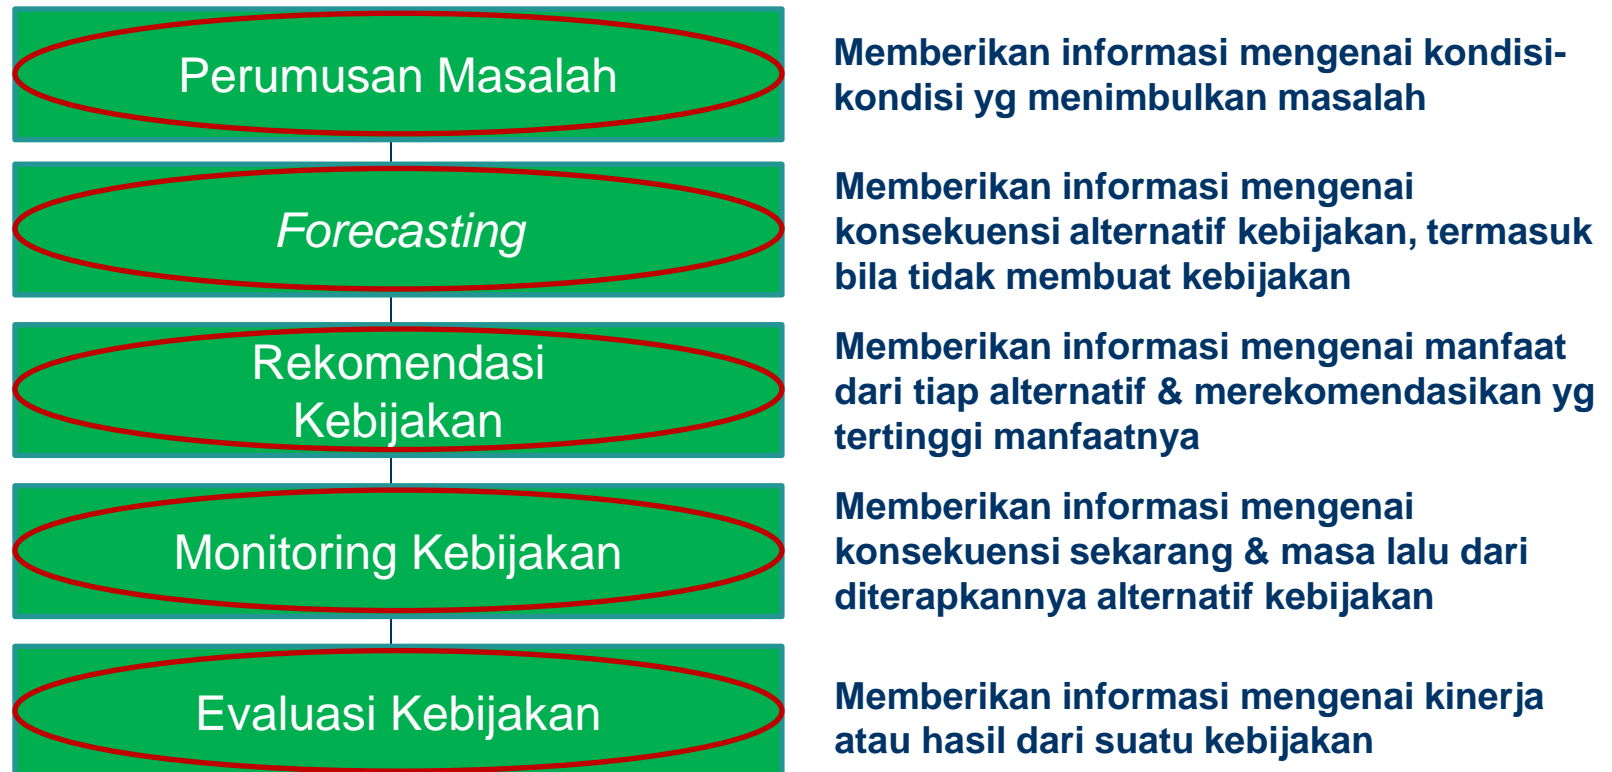 Perumusan Masalah
Memberikan informasi mengenai kondisi-
kondisi yg menimbulkan masalah
Forecasting
Memberikan informasi mengenai
konsekuensi alternatif kebijakan, termasuk
bila tidak membuat kebijakan
Rekomendasi
Kebijakan
Memberikan informasi mengenai manfaat
dari tiap alternatif & merekomendasikan yg
tertinggi manfaatnya
Monitoring Kebijakan
Memberikan informasi mengenai
konsekuensi sekarang & masa lalu dari
diterapkannya alternatif kebijakan
Evaluasi Kebijakan
Memberikan informasi mengenai kinerja
atau hasil dari suatu kebijakan